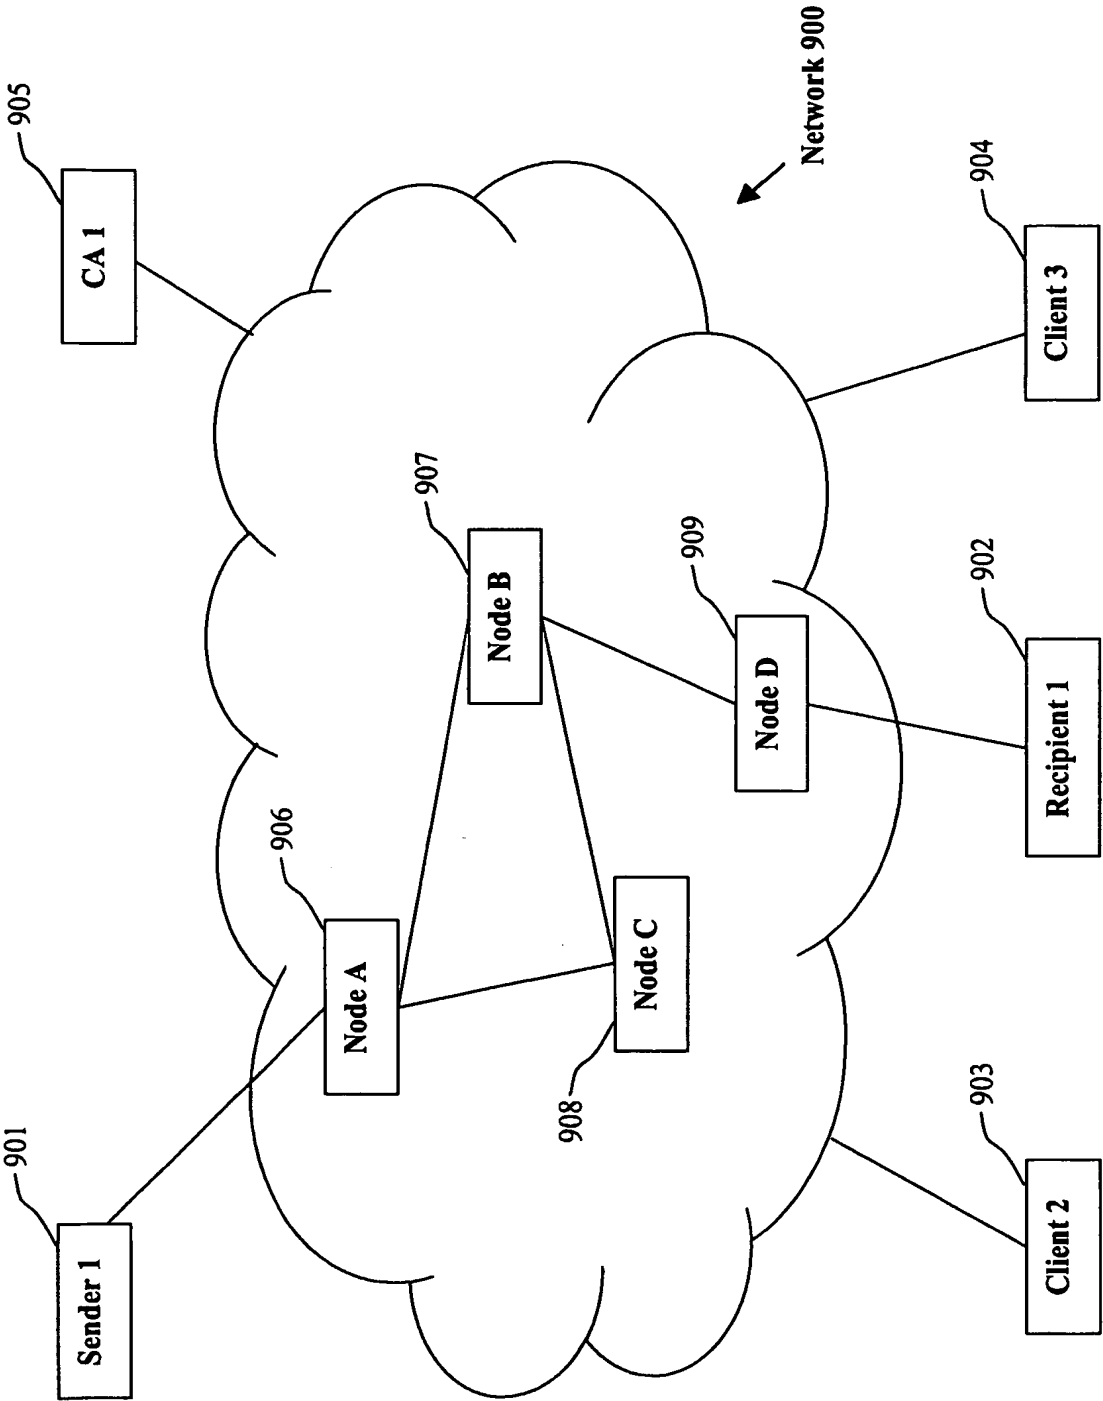 Sender 1
901
CA 1
905
Node A
906
Node B
907
Node C
908
Node D
909
Network 900
Client 2
903
Recipient 1
902
Client 3
904